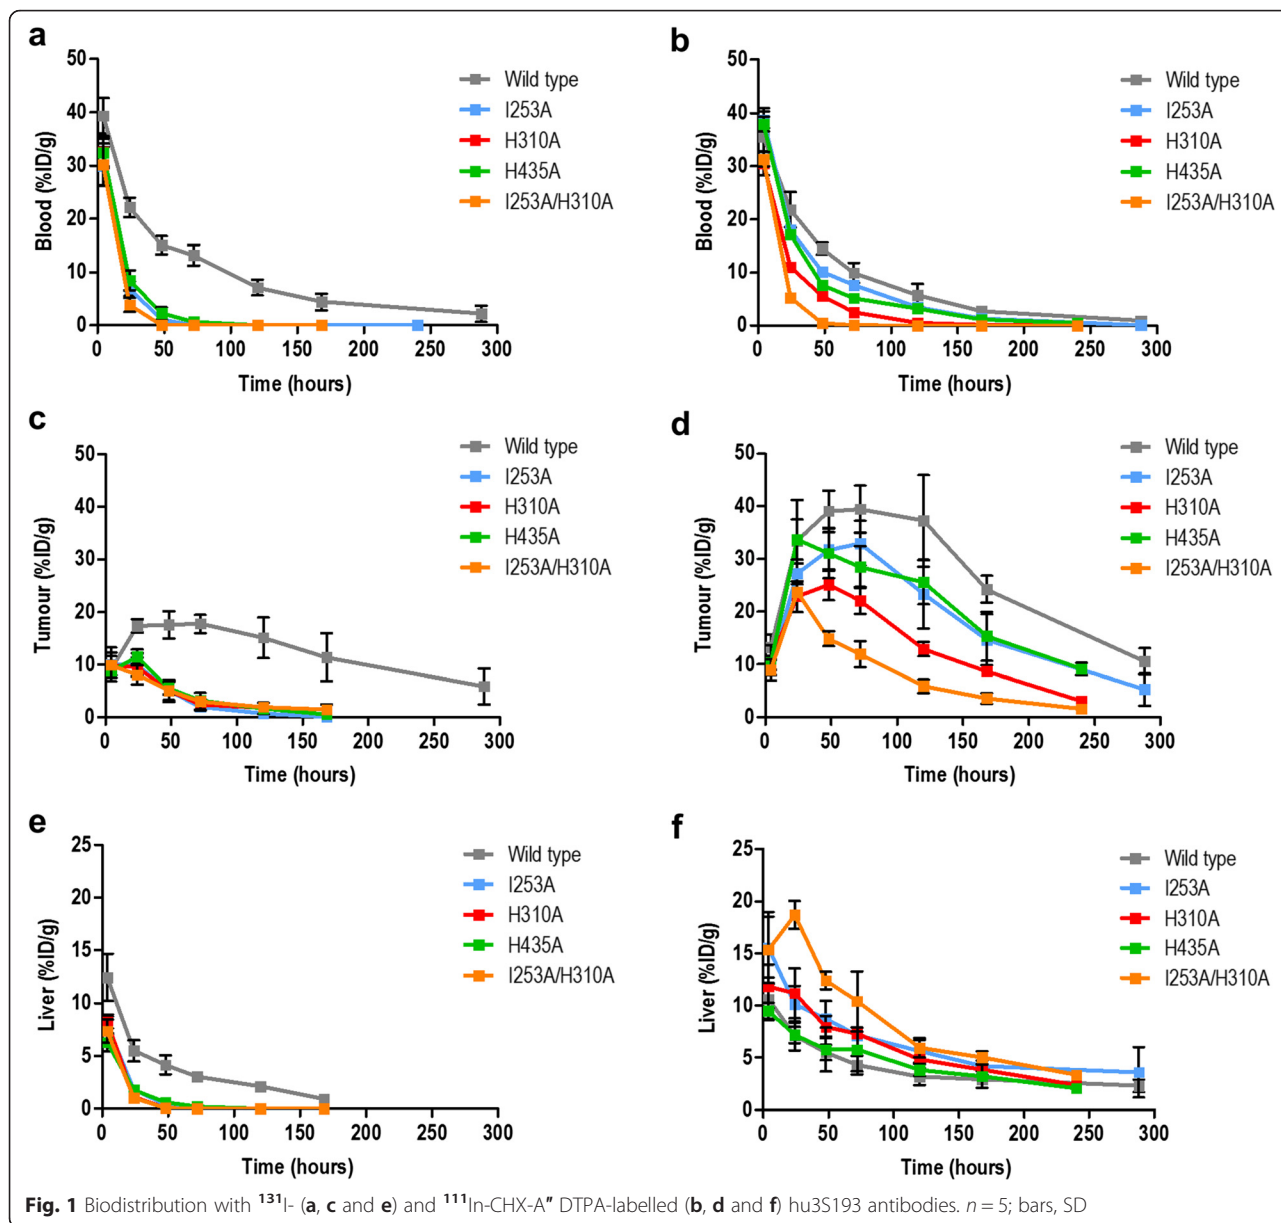 a
50
40
30
20
10
0
Blood (%ID/g)
0 50 100 150 200 250 300
Time (hours)
Wild type
I253A
H310A
H435A
I253A/H310A
b
50
40
30
20
10
0
Blood (%ID/g)
0 50 100 150 200 250 300
Time (hours)
Wild type
I253A
H310A
H435A
I253A/H310A
c
50
40
30
20
10
0
Tumour (%ID/g)
0 50 100 150 200 250 300
Time (hours)
Wild type
I253A
H310A
H435A
I253A/H310A
d
50
40
30
20
10
0
Tumour (%ID/g)
0 50 100 150 200 250 300
Time (hours)
Wild type
I253A
H310A
H435A
I253A/H310A
e
25
20
15
10
5
0
Liver (%ID/g)
0 50 100 150 200 250 300
Time (hours)
Wild type
I253A
H310A
H435A
I253A/H310A
f
25
20
15
10
5
0
Liver (%ID/g)
0 50 100 150 200 250 300
Time (hours)
Wild type
I253A
H310A
H435A
I253A/H310A
Fig. 1 Biodistribution with ¹³¹I- (a, c and e) and ¹¹¹In-CHX-A″ DTPA-labelled (b, d and f) hu3S193 antibodies. n = 5; bars, SD